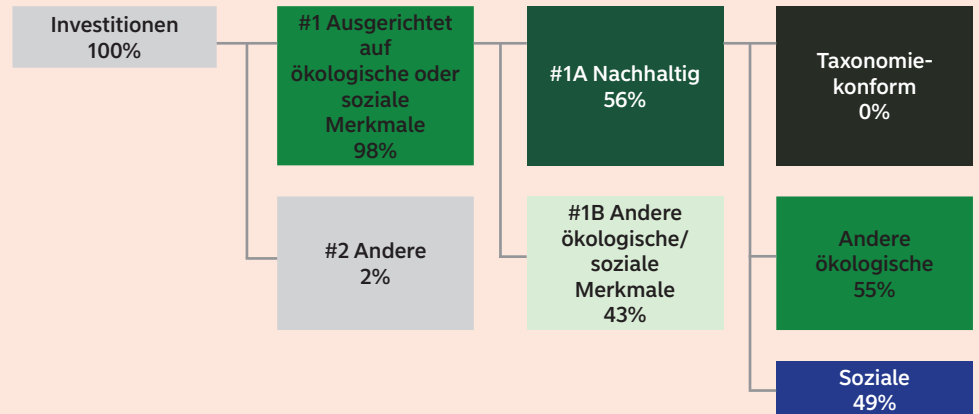 Investitionen
100%
#1 Ausgerichtet
auf
ökologische oder
soziale
Merkmale
98%
#1A Nachhaltig
56%
Taxonomie-
konform
0%
#2 Andere
2%
#1B Andere
ökologische/
soziale
Merkmale
43%
Andere
ökologische
55%
Soziale
49%